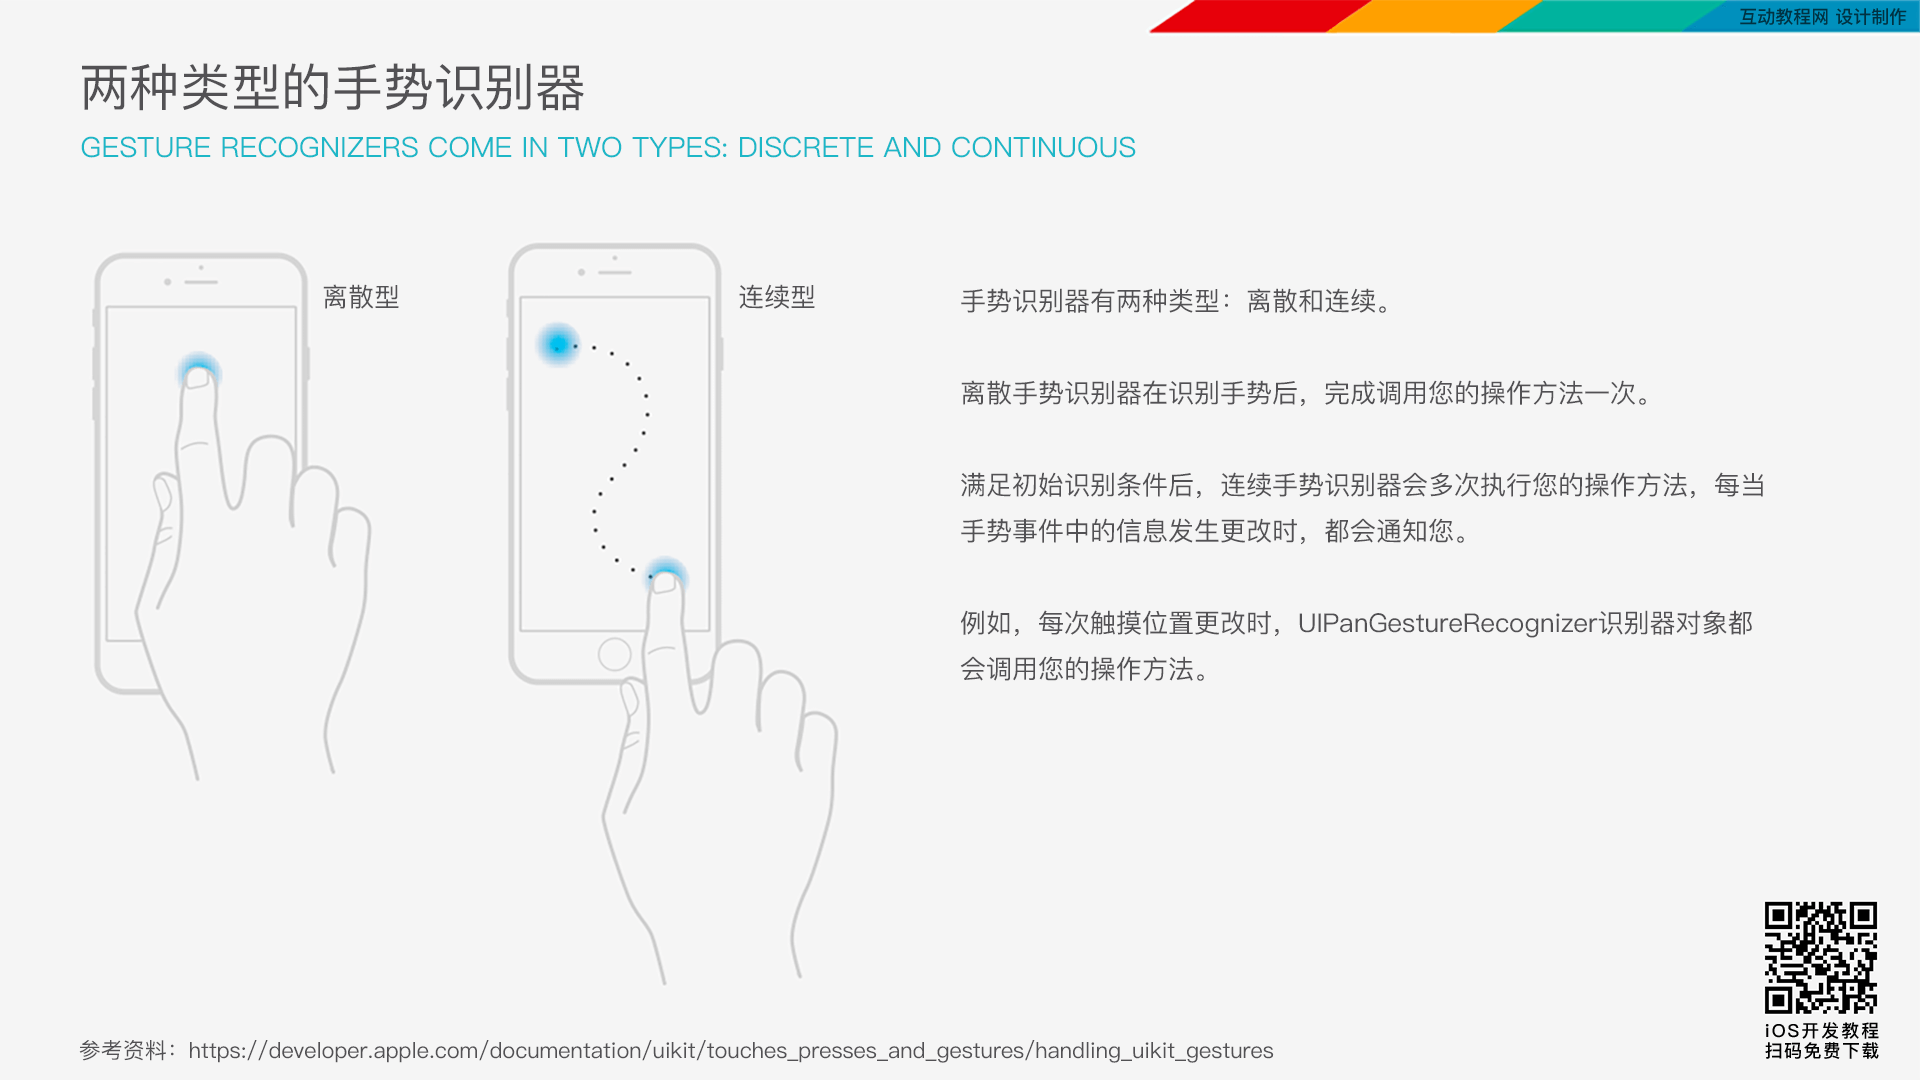 互动教程网 设计制作
两种类型的手势识别器
GESTURE RECOGNIZERS COME IN TWO TYPES: DISCRETE AND CONTINUOUS
离散型
连续型
手势识别器有两种类型：离散和连续。
离散手势识别器在识别手势后，完成调用您的操作方法一次。
满足初始识别条件后，连续手势识别器会多次执行您的操作方法，每当
手势事件中的信息发生更改时，都会通知您。
例如，每次触摸位置更改时，UIPanGestureRecognizer识别器对象都
会调用您的操作方法。
iOS开发教程
扫码免费下载
参考资料：https://developer.apple.com/documentation/uikit/touches_presses_and_gestures/handling_uikit_gestures